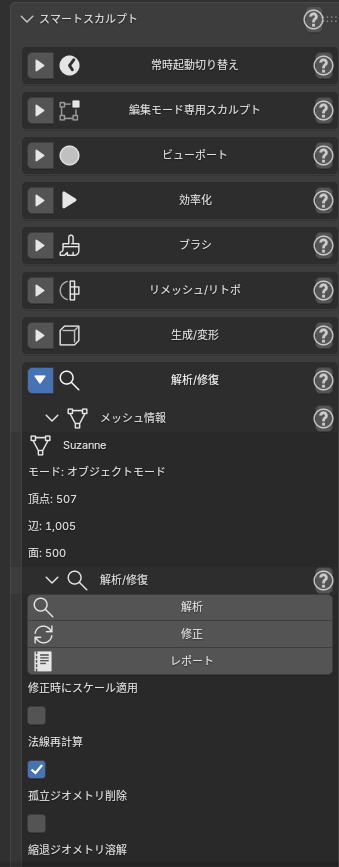 スマートスカルプト
常時起動切り替え
編集モード専用スカルプト
ビューポート
効率化
ブラシ
リメッシュ/リトポ
生成/変形
解析/修復
メッシュ情報
Suzanne
モード: オブジェクトモード
頂点: 507
辺: 1,005
面: 500
解析/修復
解析
修正
レポート
修正時にスケール適用
法線再計算
孤立ジオメトリ削除
縮退ジオメトリ溶解